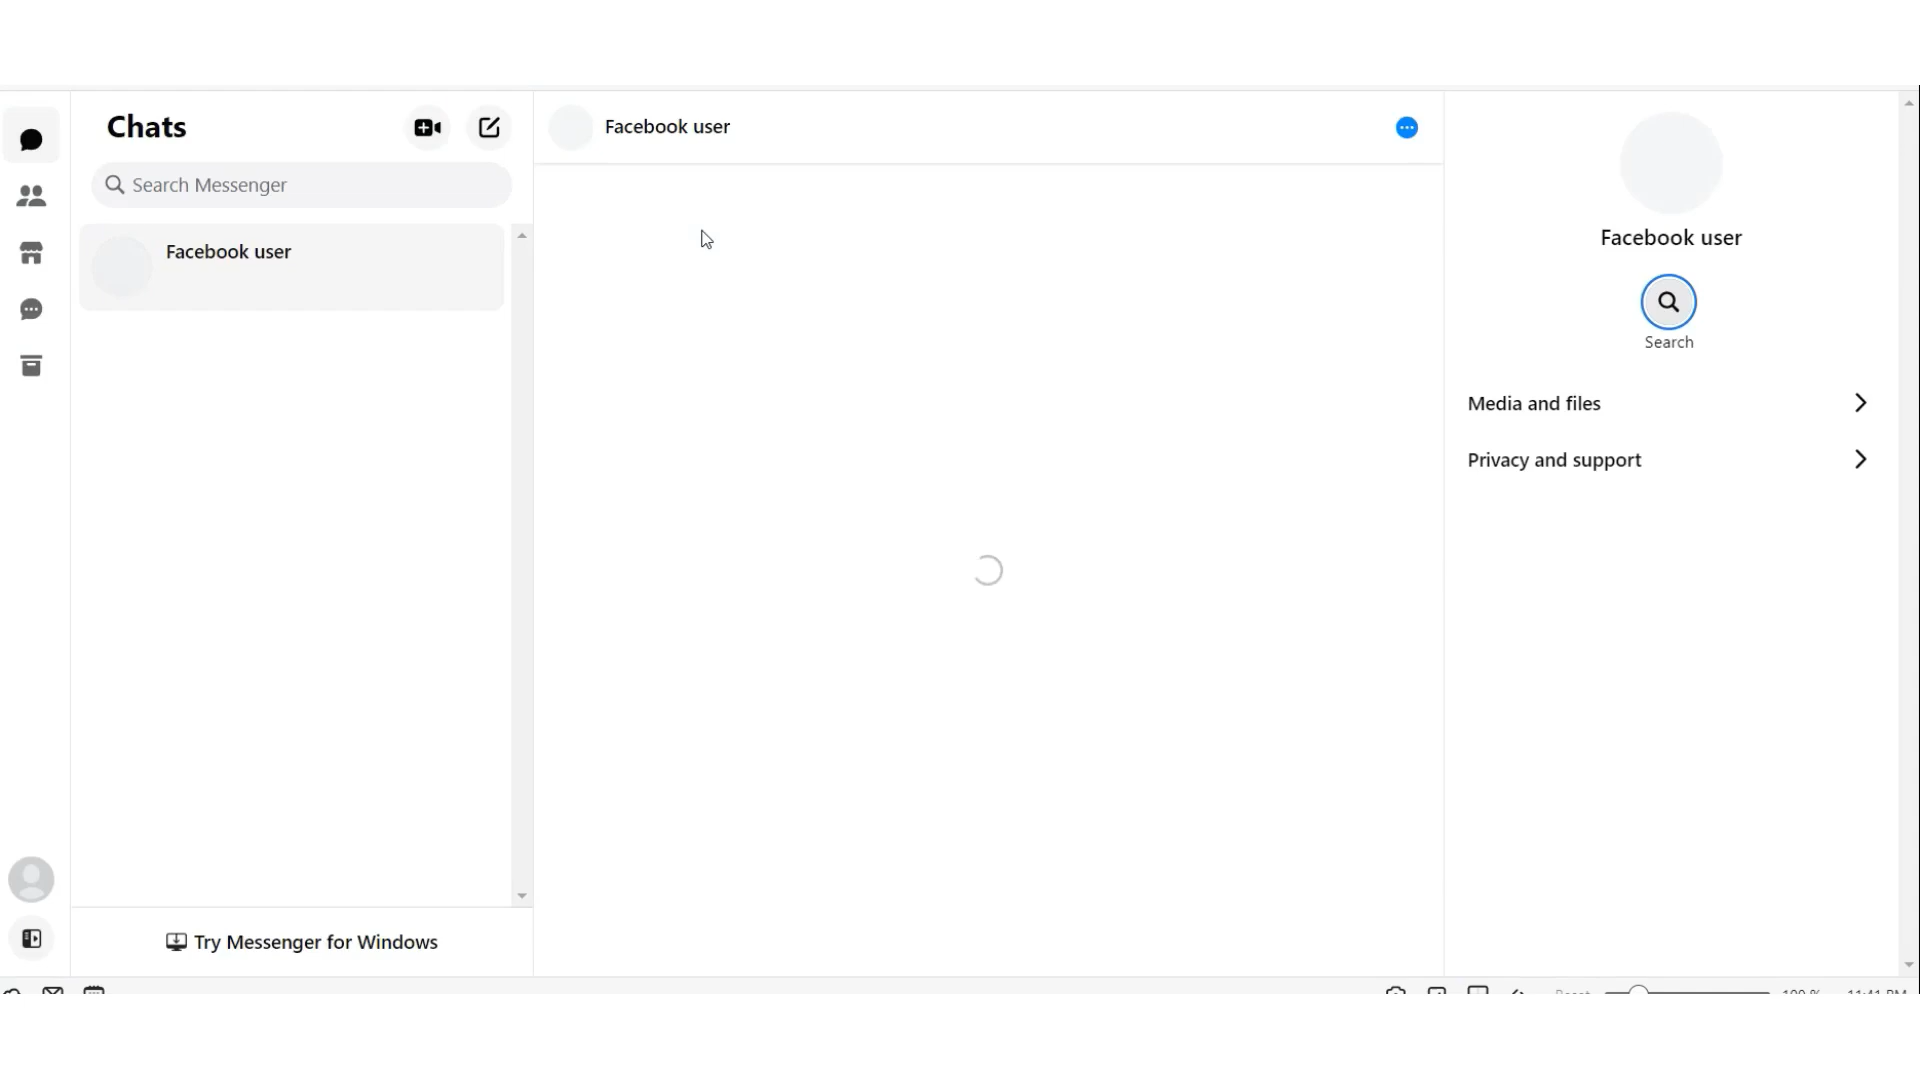 Chats
Search Messenger
Facebook user
Try Messenger for Windows
Facebook user
Facebook user
Search
Media and files
Privacy and support